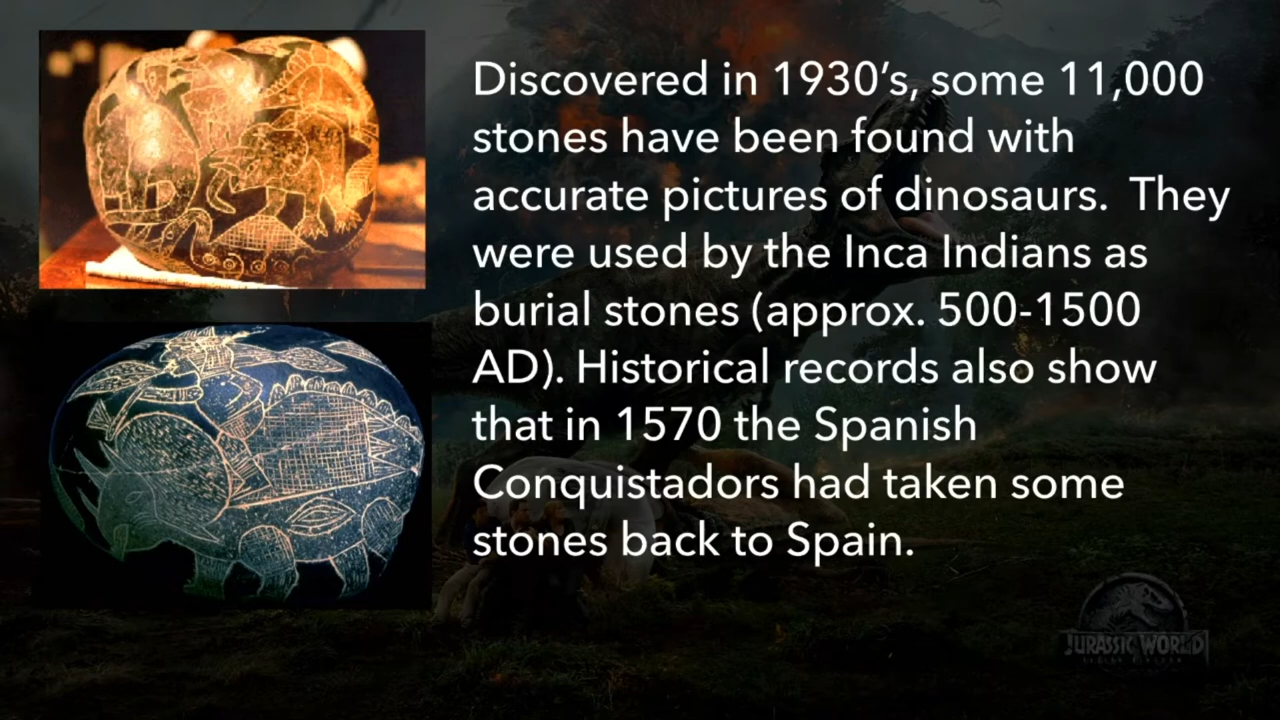 Discovered in 1930’s, some 11,000
stones have been found with
accurate pictures of dinosaurs.  They
were used by the Inca Indians as
burial stones (approx. 500-1500
AD). Historical records also show
that in 1570 the Spanish
Conquistadors had taken some
stones back to Spain.
JURASSIC WORLD